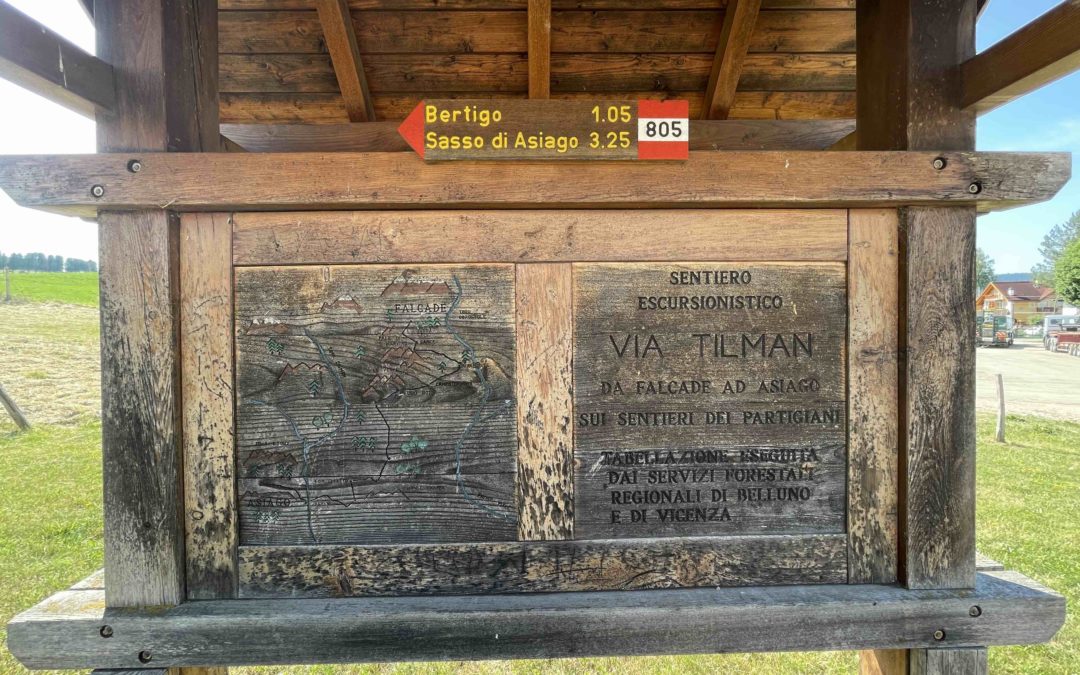 Bertigo 1.05
Sasso di Asiago 3.25
805
FALCADE
ASIAGO
SENTIERO
ESCURSIONISTICO
VIA TILMAN
DA FALCADE AD ASIAGO
SUI SENTIERI DEI PARTIGIANI
TABELLAZIONE ESEGUITA
DAI SERVIZI FORESTALI
REGIONALI DI BELLUNO
E DI VICENZA